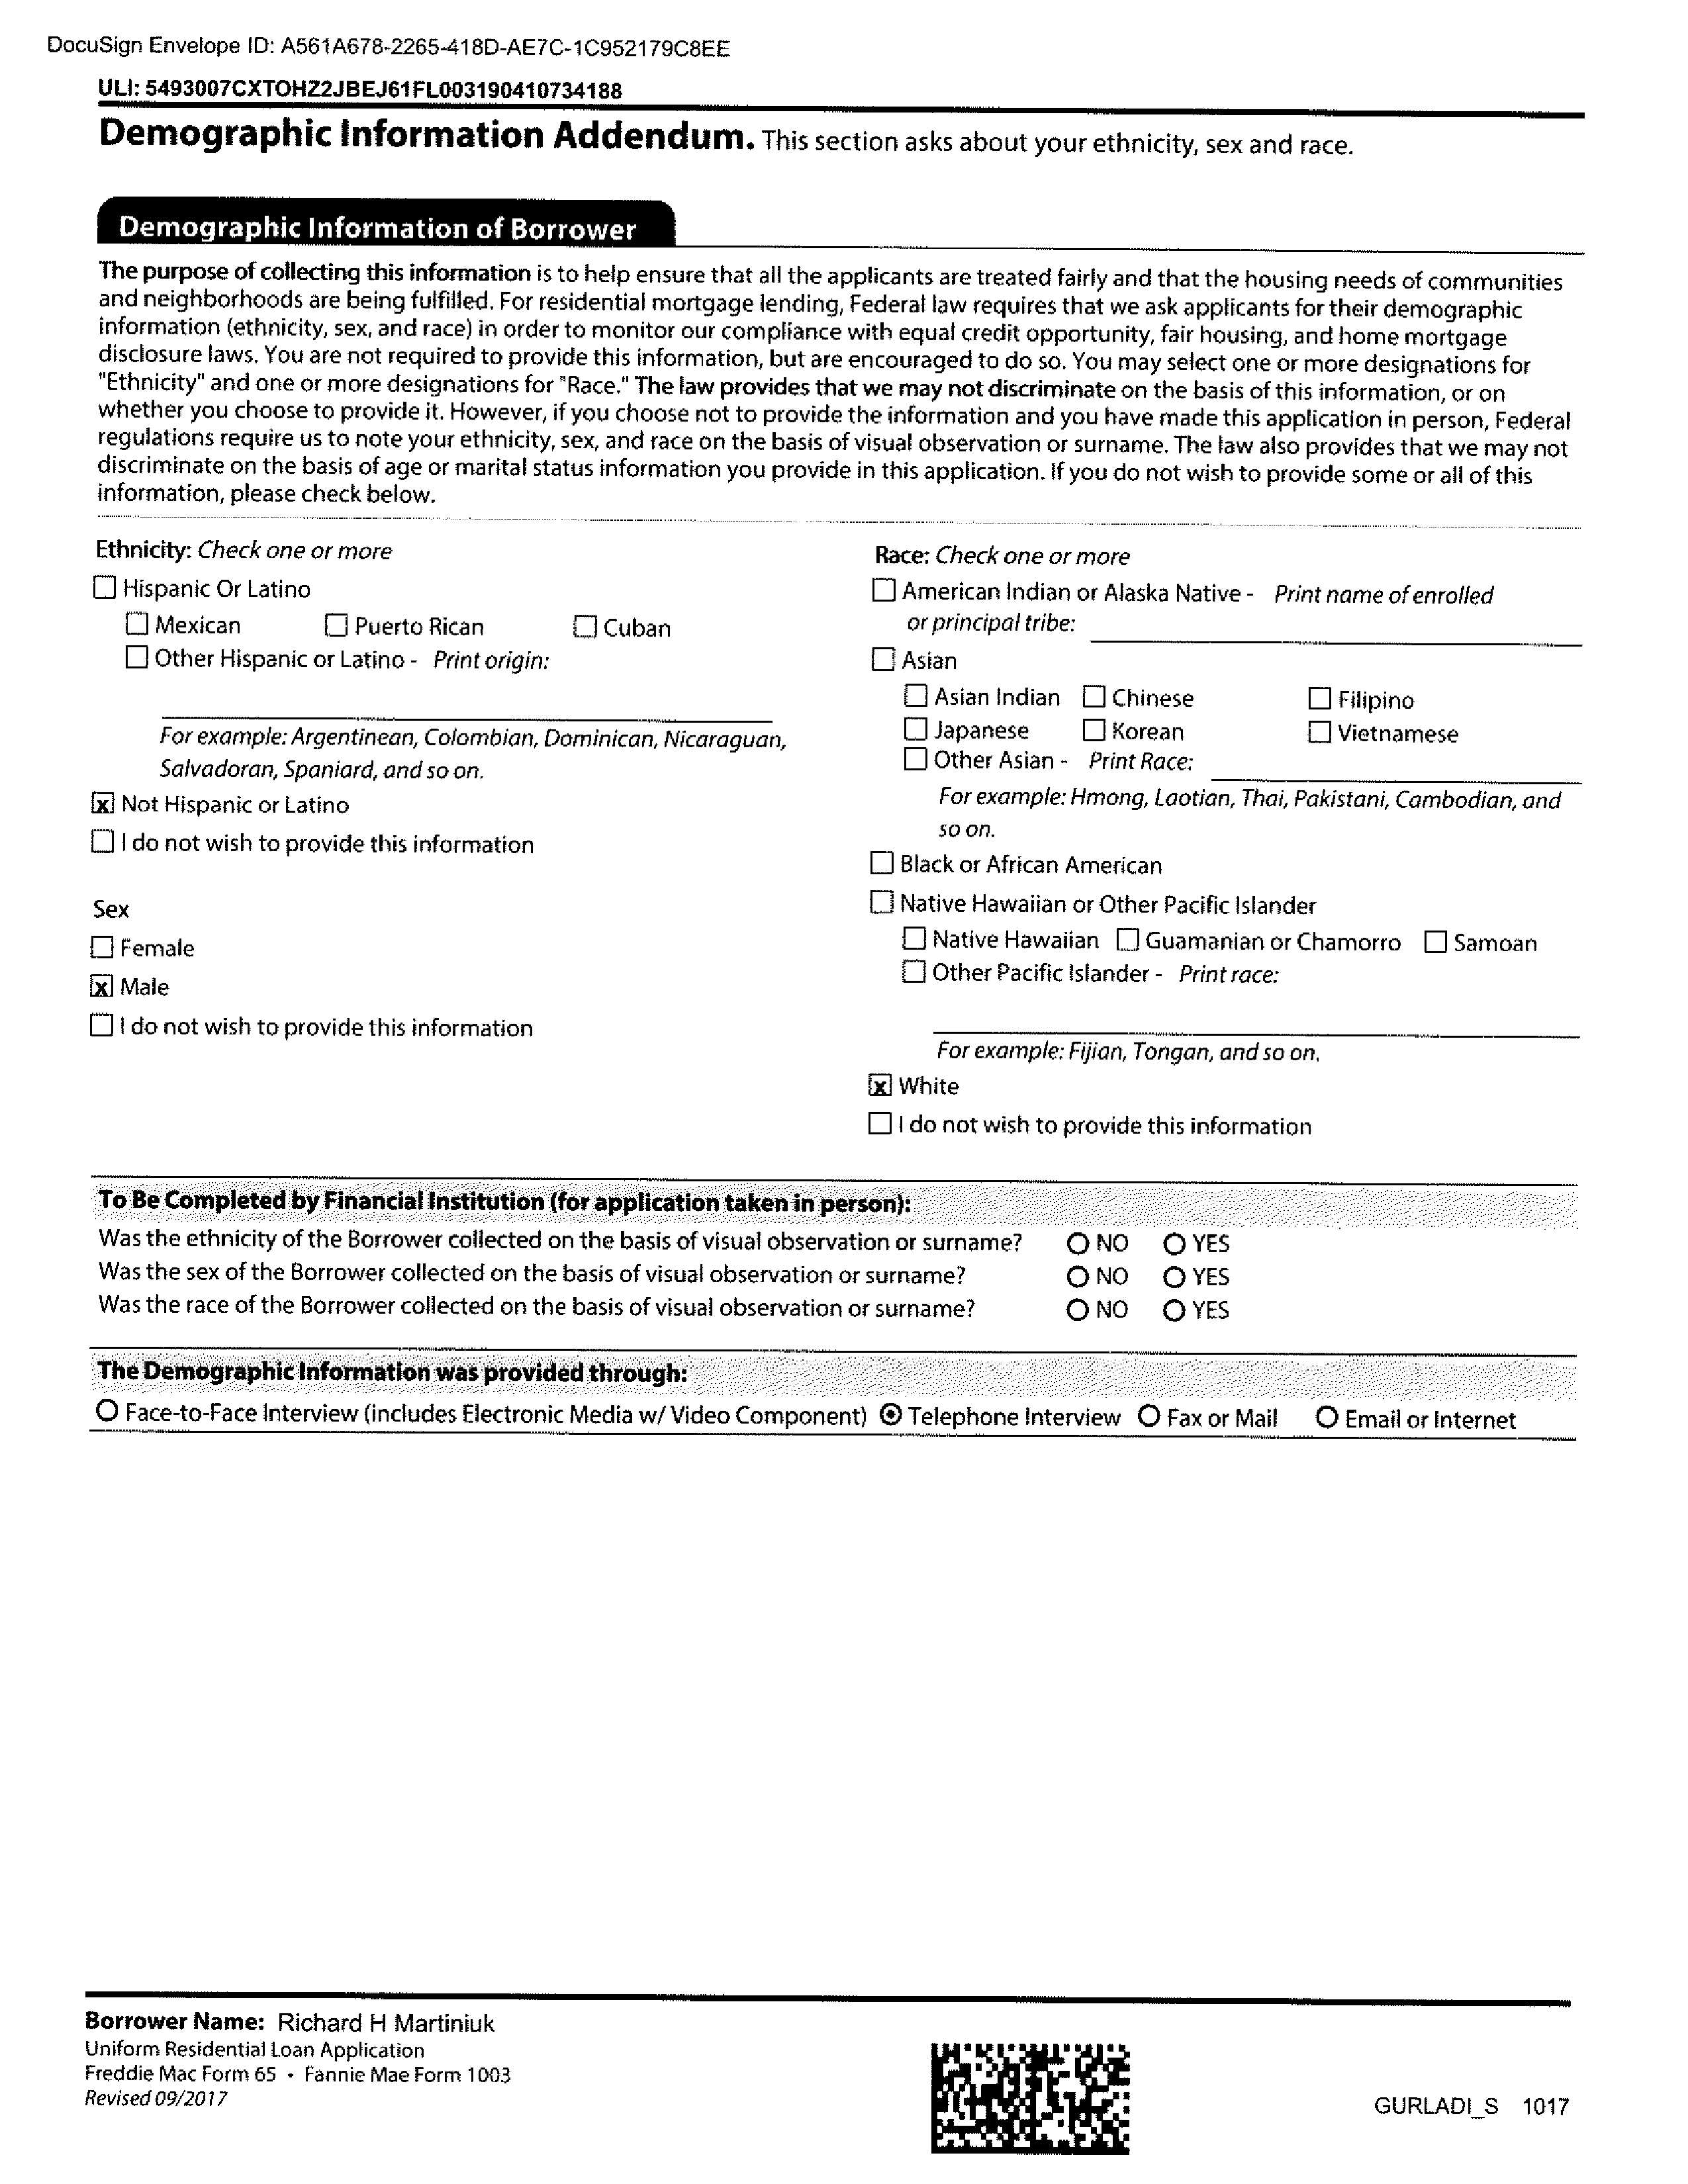 DocuSign Envelope ID: A561A678-2265-418D-AE7C-1C952179C8EE
ULI: 5493007CXTOHZ2JBEJ61FL003190410734188
Demographic Information Addendum. This section asks about your ethnicity, sex and race.
Demographic Information of Borrower
The purpose of collecting this information is to help ensure that all the applicants are treated fairly and that the housing needs of communities
and neighborhoods are being fulfilled. For residential mortgage lending, Federal law requires that we ask applicants for their demographic
information (ethnicity, sex, and race) in order to monitor our compliance with equal credit opportunity, fair housing, and home mortgage
disclosure laws. You are not required to provide this information, but are encouraged to do so. You may select one or more designations for
"Ethnicity" and one or more designations for "Race." The law provides that we may not discriminate on the basis of this information, or on
whether you choose to provide it. However, if you choose not to provide the information and you have made this application in person, Federal
regulations require us to note your ethnicity, sex, and race on the basis of visual observation or surname. The law also provides that we may not
discriminate on the basis of age or marital status information you provide in this application. If you do not wish to provide some or all of this
information, please check below.
Ethnicity: Check one or more
☐ Hispanic Or Latino
☐ Mexican ☐ Puerto Rican ☐ Cuban
☐ Other Hispanic or Latino - Print origin:
For example: Argentinean, Colombian, Dominican, Nicaraguan,
Salvadoran, Spaniard, and so on.
☒ Not Hispanic or Latino
☐ I do not wish to provide this information
Sex
☐ Female
☒ Male
☐ I do not wish to provide this information
Race: Check one or more
☐ American Indian or Alaska Native - Print name of enrolled
or principal tribe:
☐ Asian
☐ Asian Indian ☐ Chinese ☐ Filipino
☐ Japanese ☐ Korean ☐ Vietnamese
☐ Other Asian - Print Race:
For example: Hmong, Laotian, Thai, Pakistani, Cambodian, and
so on.
☐ Black or African American
☐ Native Hawaiian or Other Pacific Islander
☐ Native Hawaiian ☐ Guamanian or Chamorro ☐ Samoan
☐ Other Pacific Islander - Print race:
For example: Fijian, Tongan, and so on.
☒ White
☐ I do not wish to provide this information
To Be Completed by Financial Institution (for application taken in person):
Was the ethnicity of the Borrower collected on the basis of visual observation or surname? ○ NO ○ YES
Was the sex of the Borrower collected on the basis of visual observation or surname? ○ NO ○ YES
Was the race of the Borrower collected on the basis of visual observation or surname? ○ NO ○ YES
The Demographic Information was provided through:
○ Face-to-Face Interview (includes Electronic Media w/ Video Component) ⦿ Telephone Interview ○ Fax or Mail ○ Email or Internet
Borrower Name: Richard H Martiniuk
Uniform Residential Loan Application
Freddie Mac Form 65 • Fannie Mae Form 1003
Revised 09/2017
GURLADI_S 1017